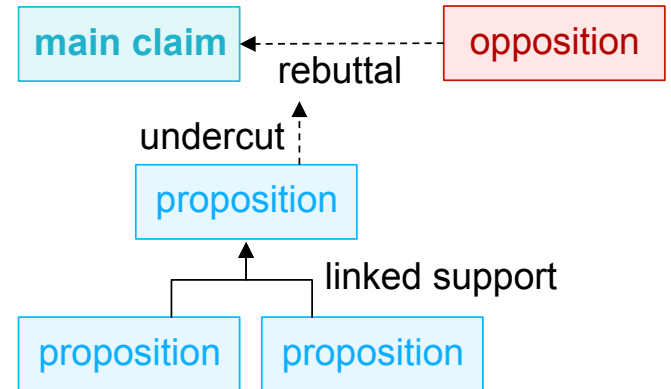 main claim
opposition
rebuttal
undercut
proposition
linked support
proposition
proposition